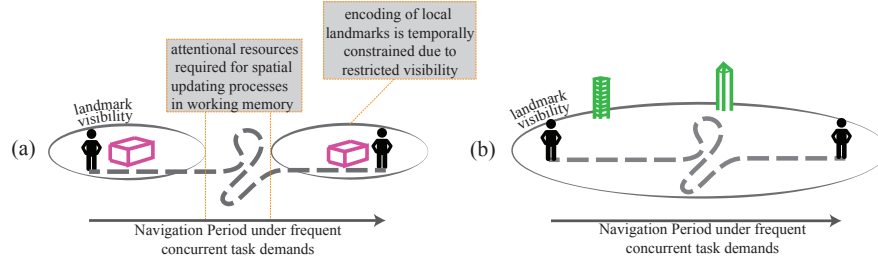 attentional resources
required for spatial
updating processes
in working memory
encoding of local
landmarks is temporally
constrained due to
restricted visibility
landmark
visibility
(a)
Navigation Period under frequent
concurrent task demands
landmark
visibility
(b)
Navigation Period under frequent
concurrent task demands